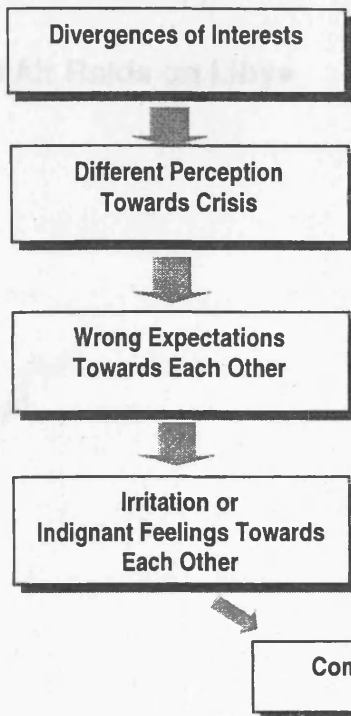 Divergences of Interests
Different Perception
Towards Crisis
Wrong Expectations
Towards Each Other
Irritation or
Indignant Feelings Towards
Each Other